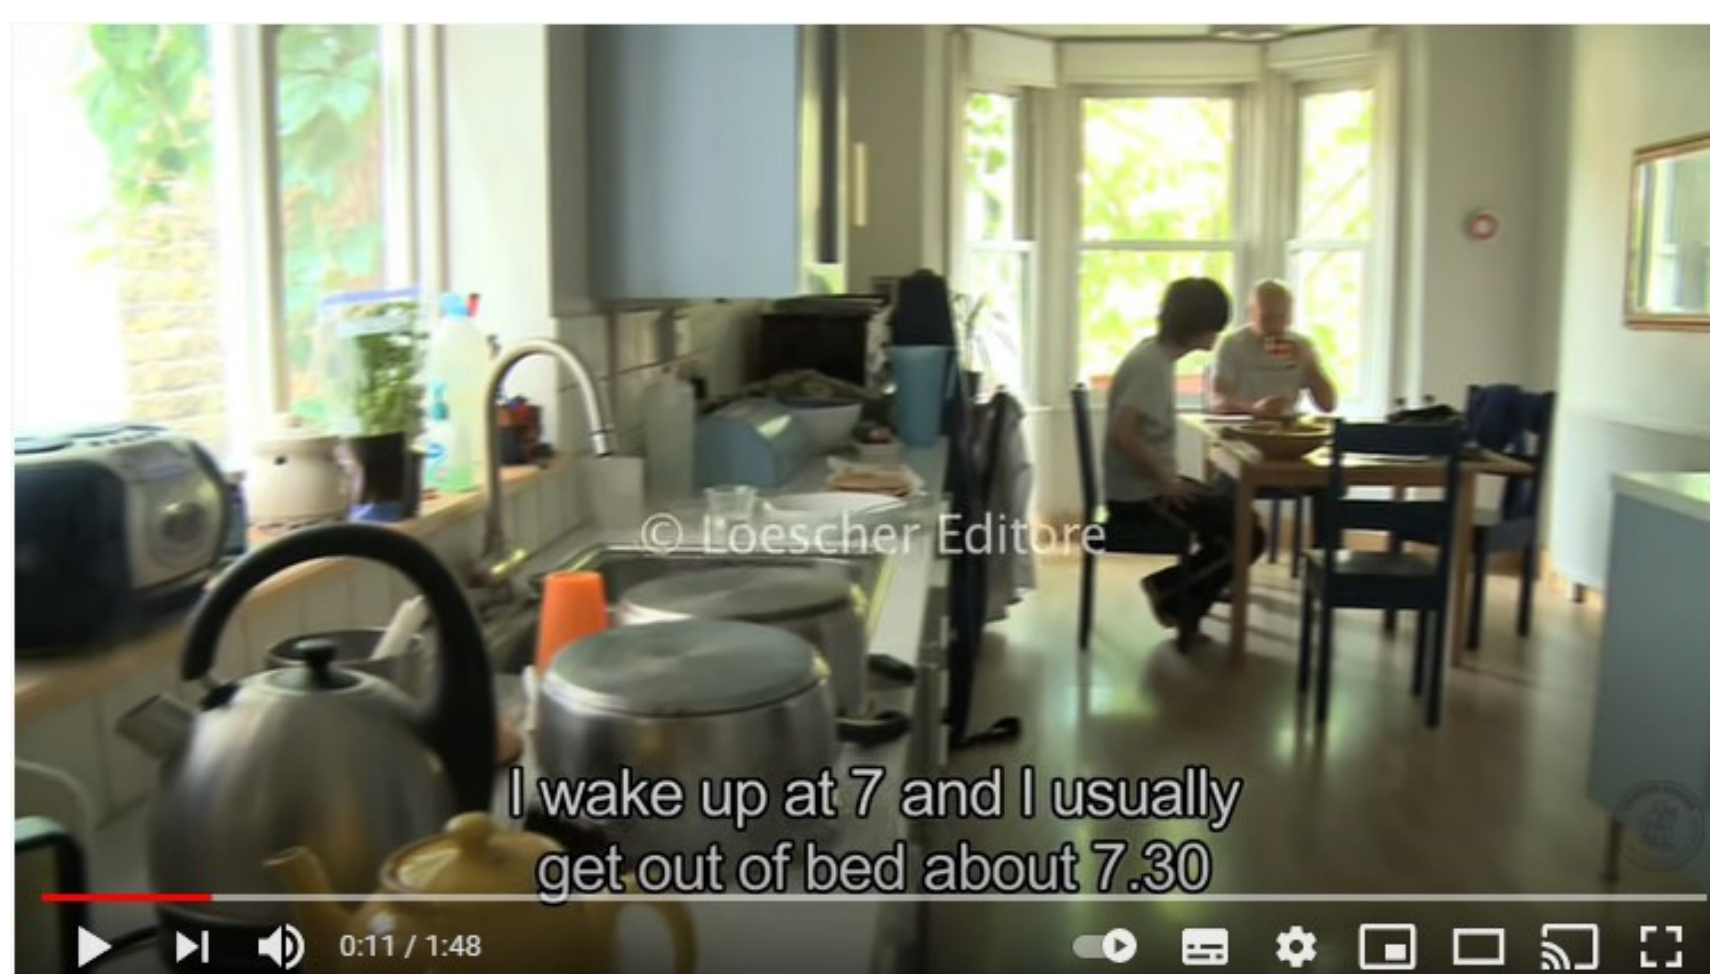 © Loescher Editore
I wake up at 7 and I usually
get out of bed about 7.30
0:11 / 1:48